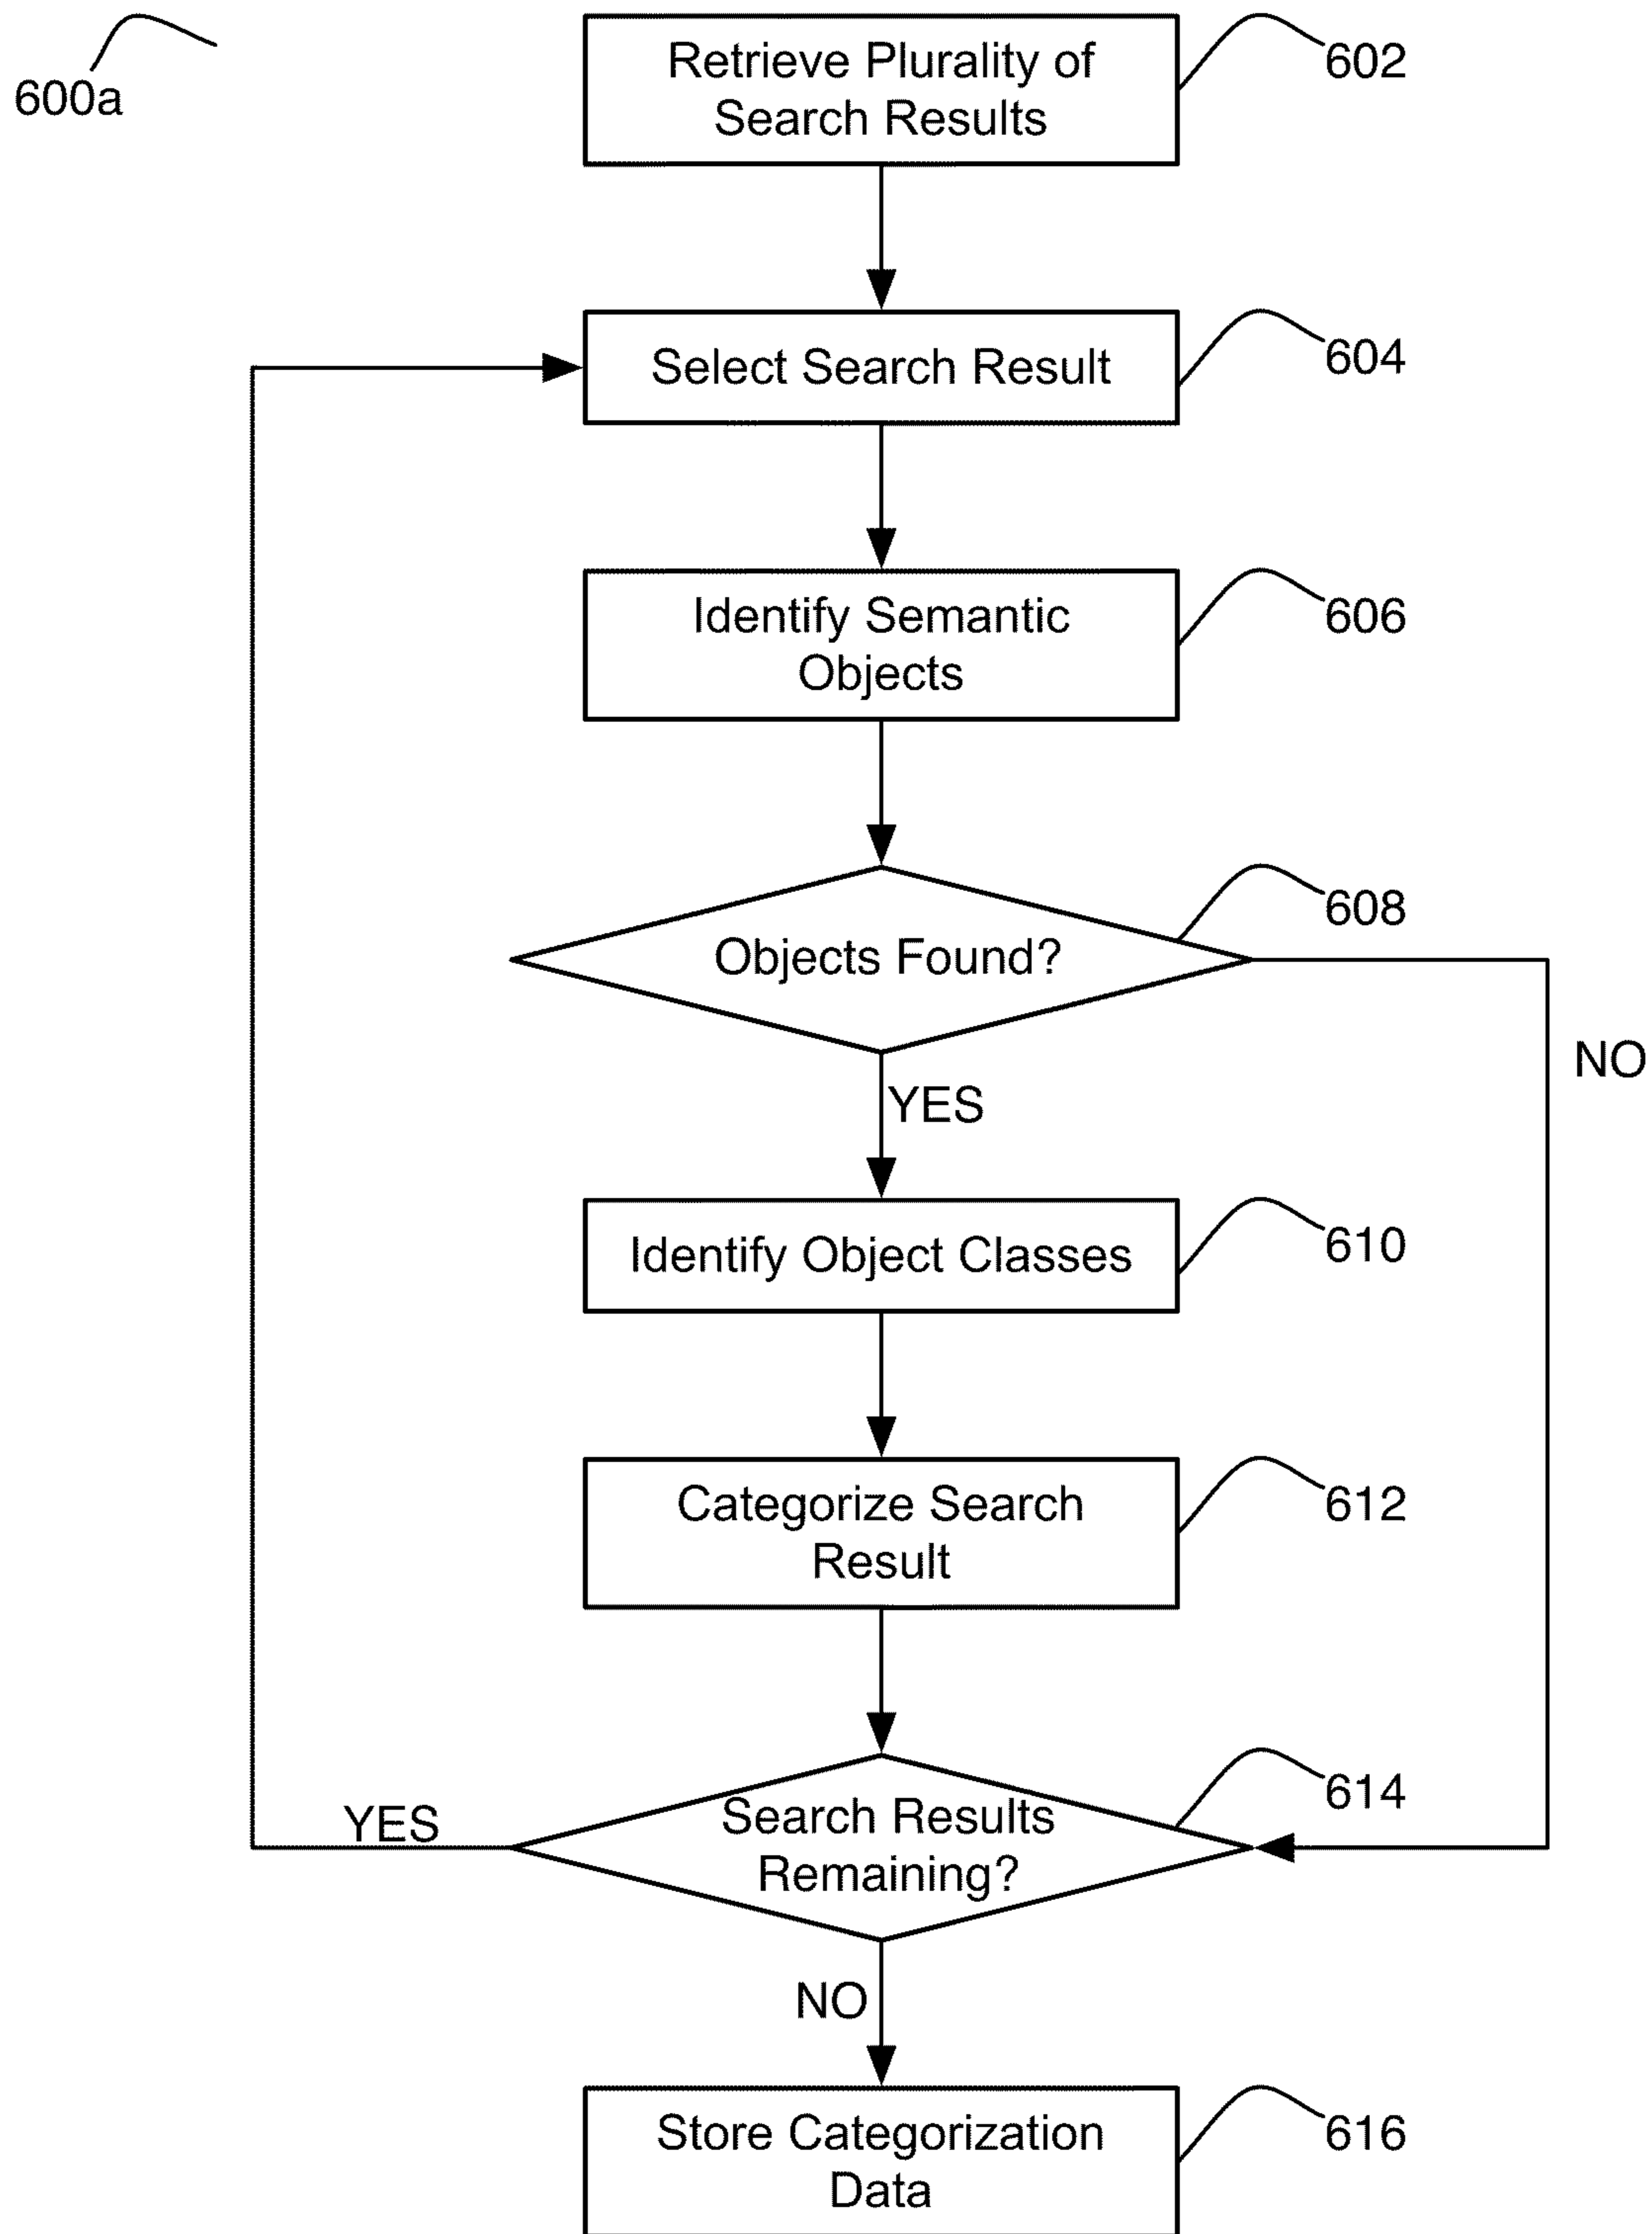 600a
Retrieve Plurality of
Search Results
602
Select Search Result
604
Identify Semantic
Objects
606
Objects Found?
608
NO
YES
Identify Object Classes
610
Categorize Search
Result
612
Search Results
Remaining?
614
YES
NO
Store Categorization
Data
616